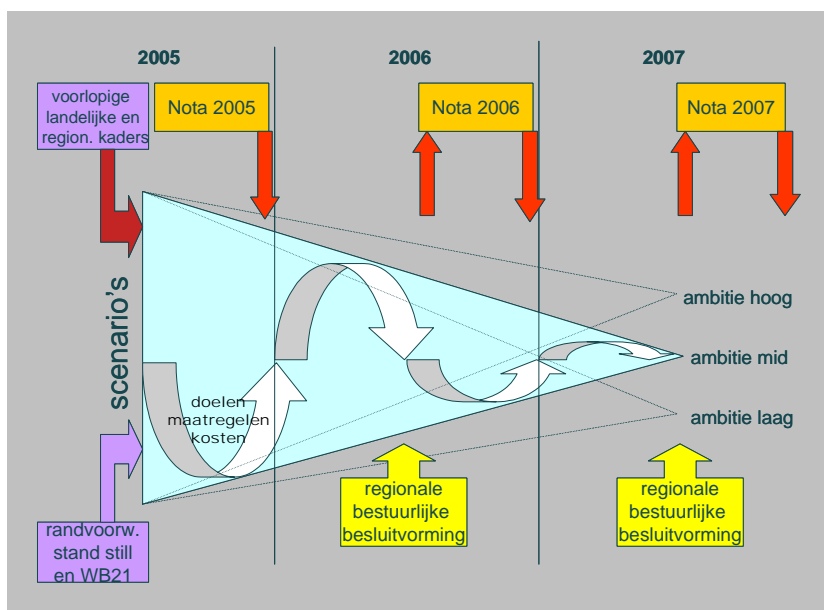 2005
2006
2007
voorlopige
landelijke en
region. kaders
Nota 2005
Nota 2006
Nota 2007
scenario's
ambitie hoog
ambitie mid
ambitie laag
doelen
maatregelen
kosten
randvoorw.
stand still
en WB21
regionale
bestuurlijke
besluitvorming
regionale
bestuurlijke
besluitvorming